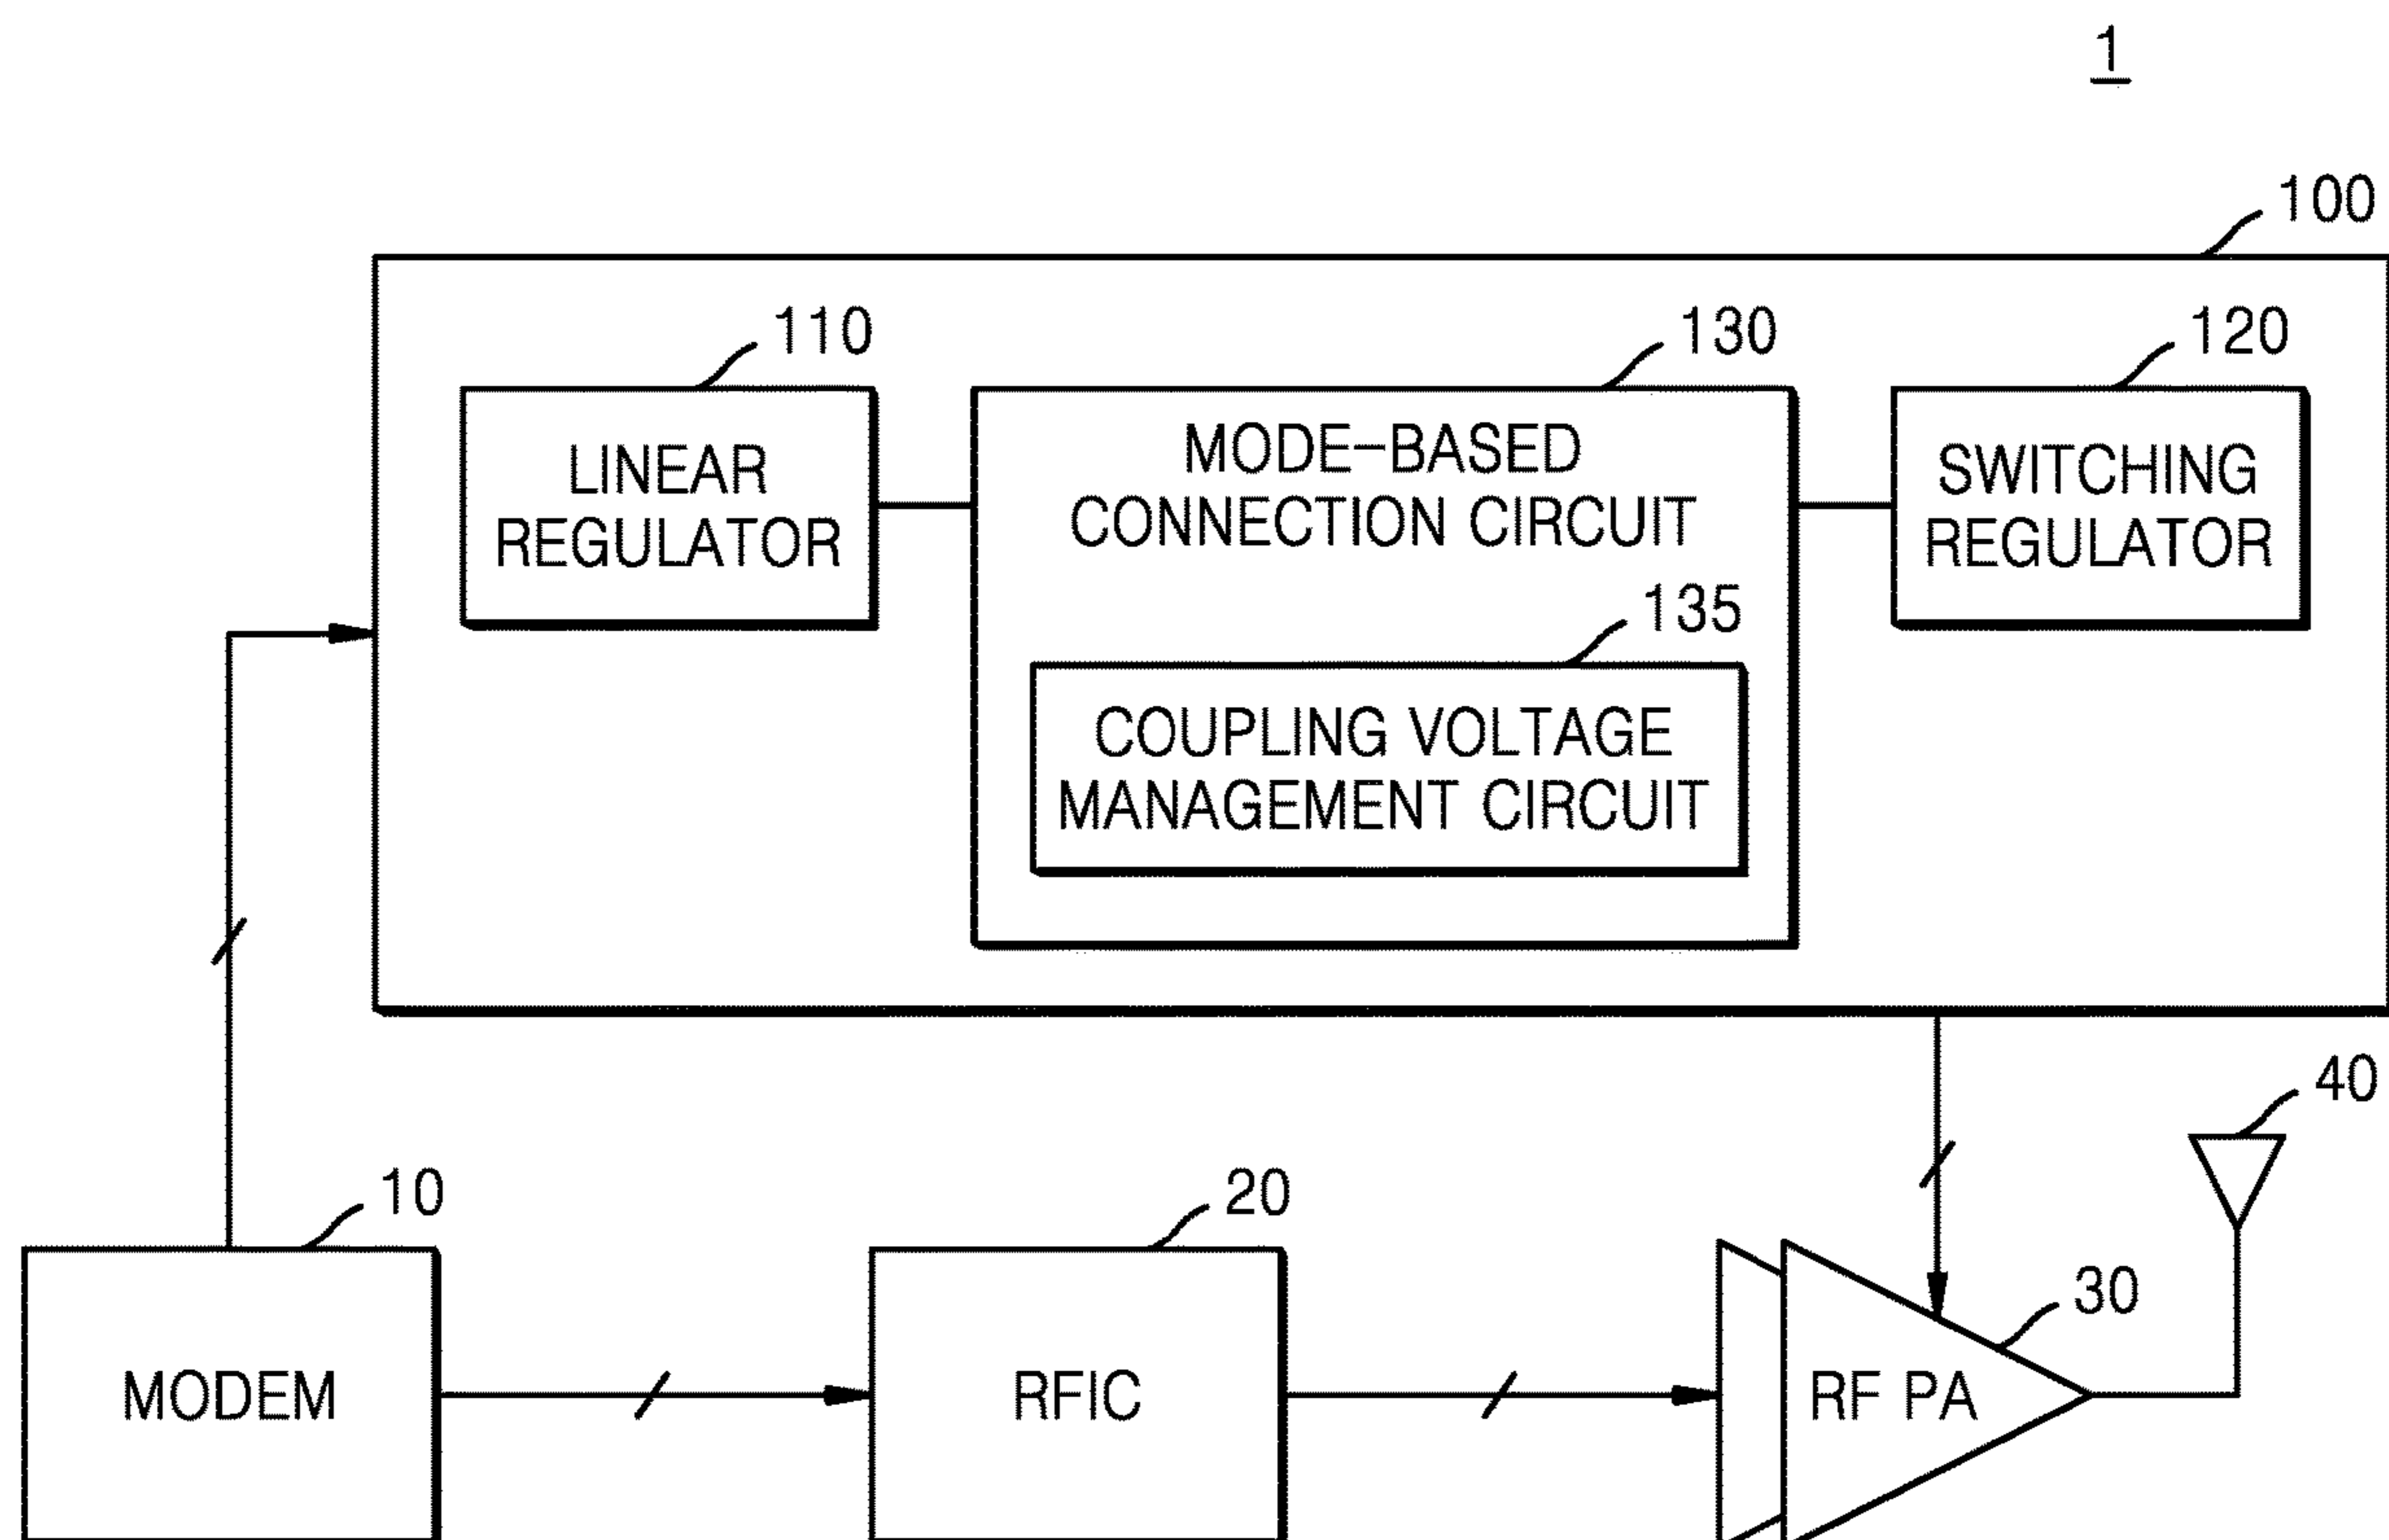 1
100
110
130
120
LINEAR
REGULATOR
MODE-BASED
CONNECTION CIRCUIT
SWITCHING
REGULATOR
135
COUPLING VOLTAGE
MANAGEMENT CIRCUIT
40
10
20
30
MODEM
RFIC
RF PA